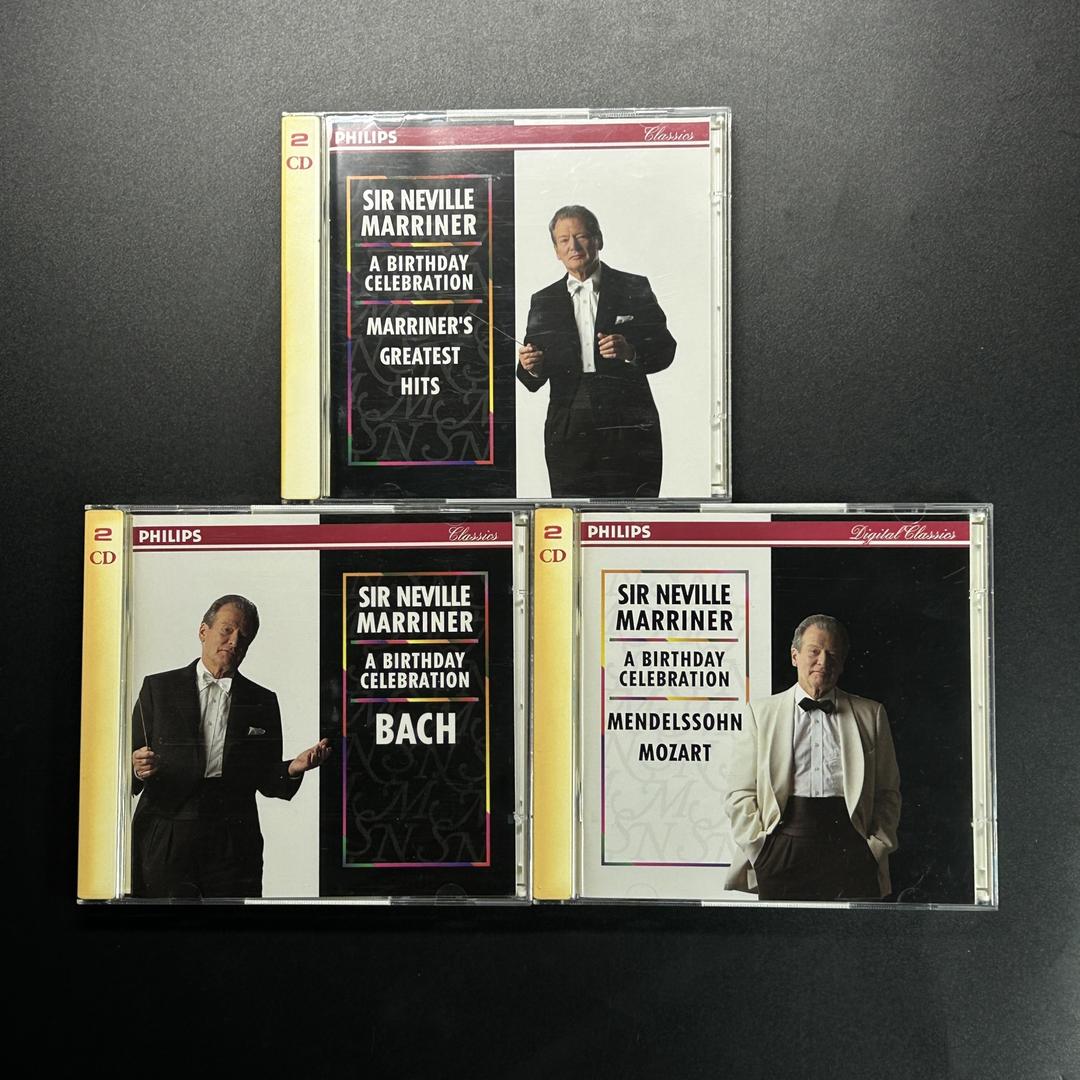 2
CD
PHILIPS
Classics
SIR NEVILLE
MARRINER
A BIRTHDAY
CELEBRATION
MARRINER'S
GREATEST
HITS
2
CD
PHILIPS
Classics
SIR NEVILLE
MARRINER
A BIRTHDAY
CELEBRATION
BACH
2
CD
PHILIPS
Digital Classics
SIR NEVILLE
MARRINER
A BIRTHDAY
CELEBRATION
MENDELSSOHN
MOZART